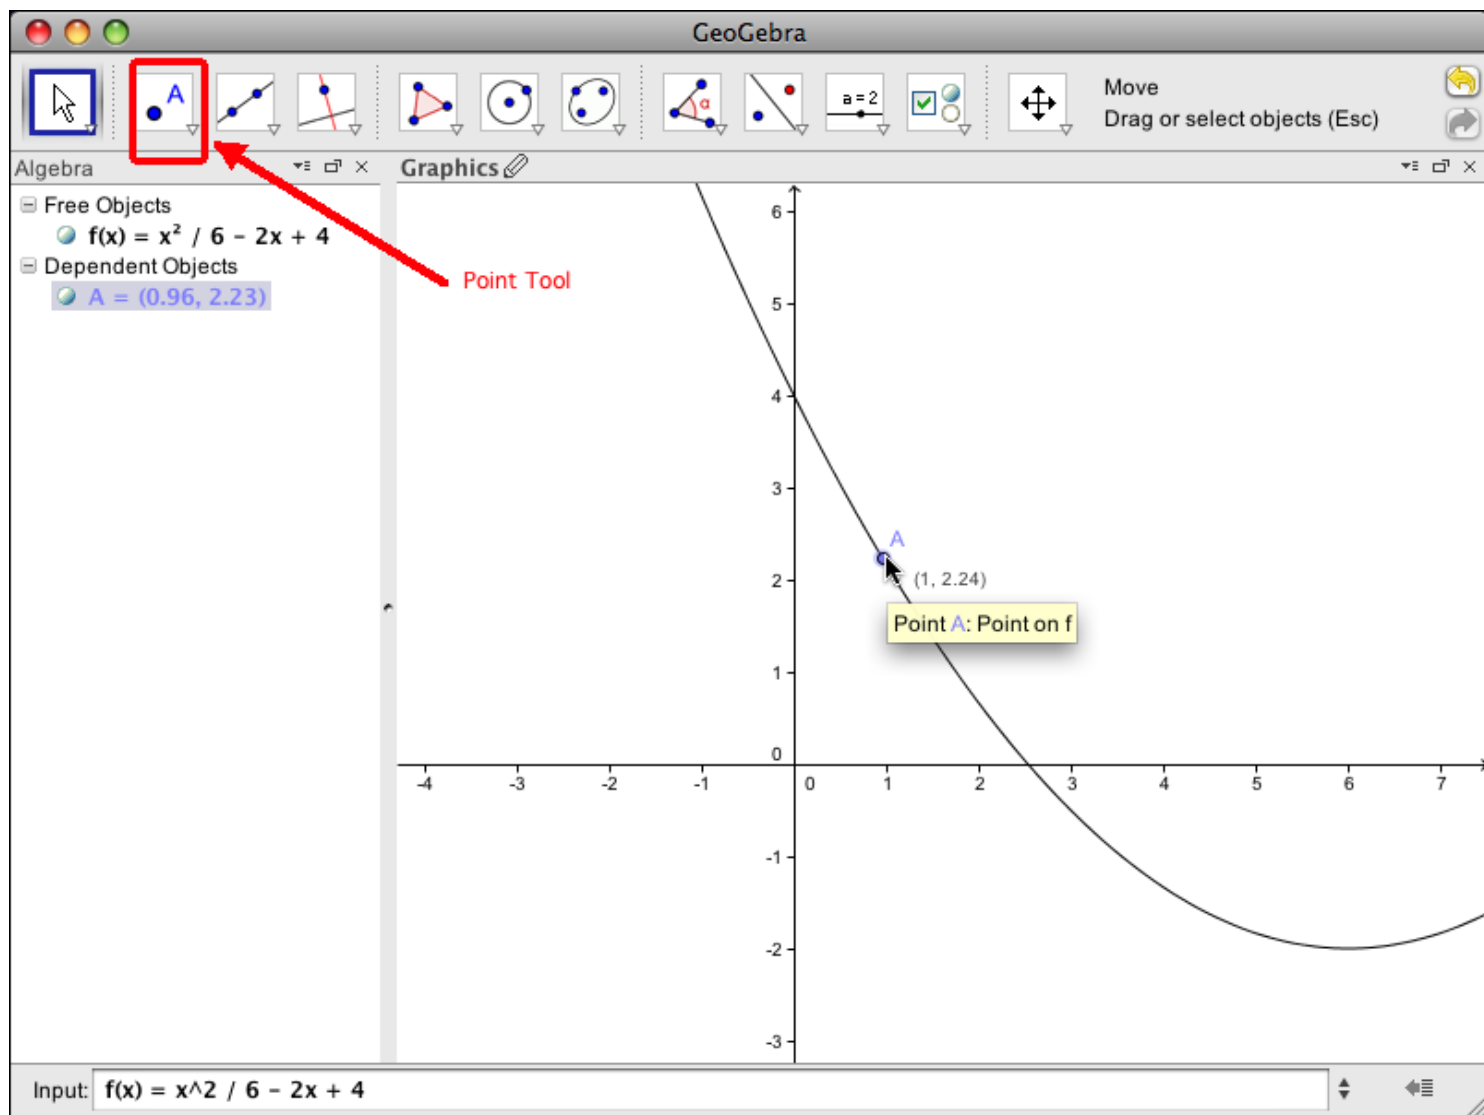 GeoGebra
A
α
a=2
Move
Drag or select objects (Esc)
Algebra
Graphics
Free Objects
f(x) = x² / 6 – 2x + 4
Dependent Objects
A = (0.96, 2.23)
Point Tool
6
5
4
3
A
(1, 2.24)
2
Point A: Point on f
1
0
-4 -3 -2 -1 0 1 2 3 4 5 6 7
-1
-2
-3
Input: f(x) = x^2 / 6 – 2x + 4